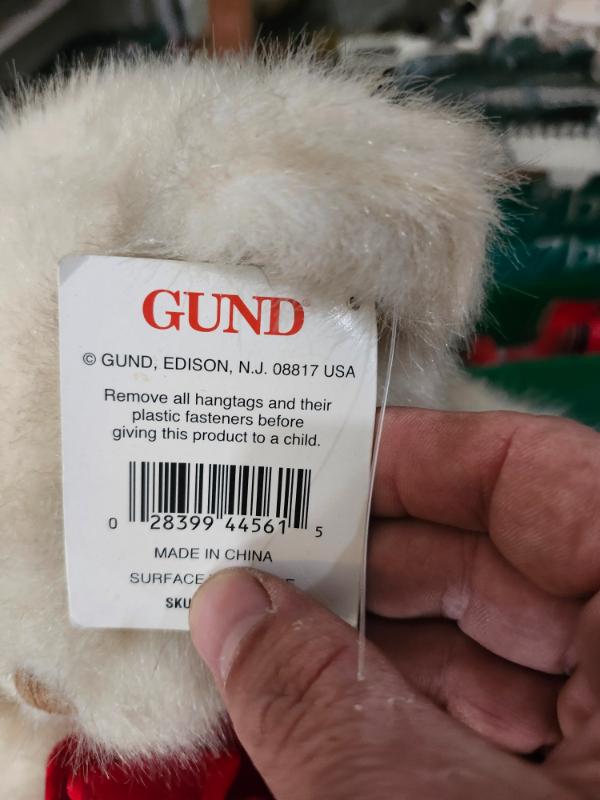 GUND
© GUND, EDISON, N.J. 08817 USA
Remove all hangtags and their
plastic fasteners before
giving this product to a child.
0 28399 44561 5
MADE IN CHINA
SURFACE
SKU